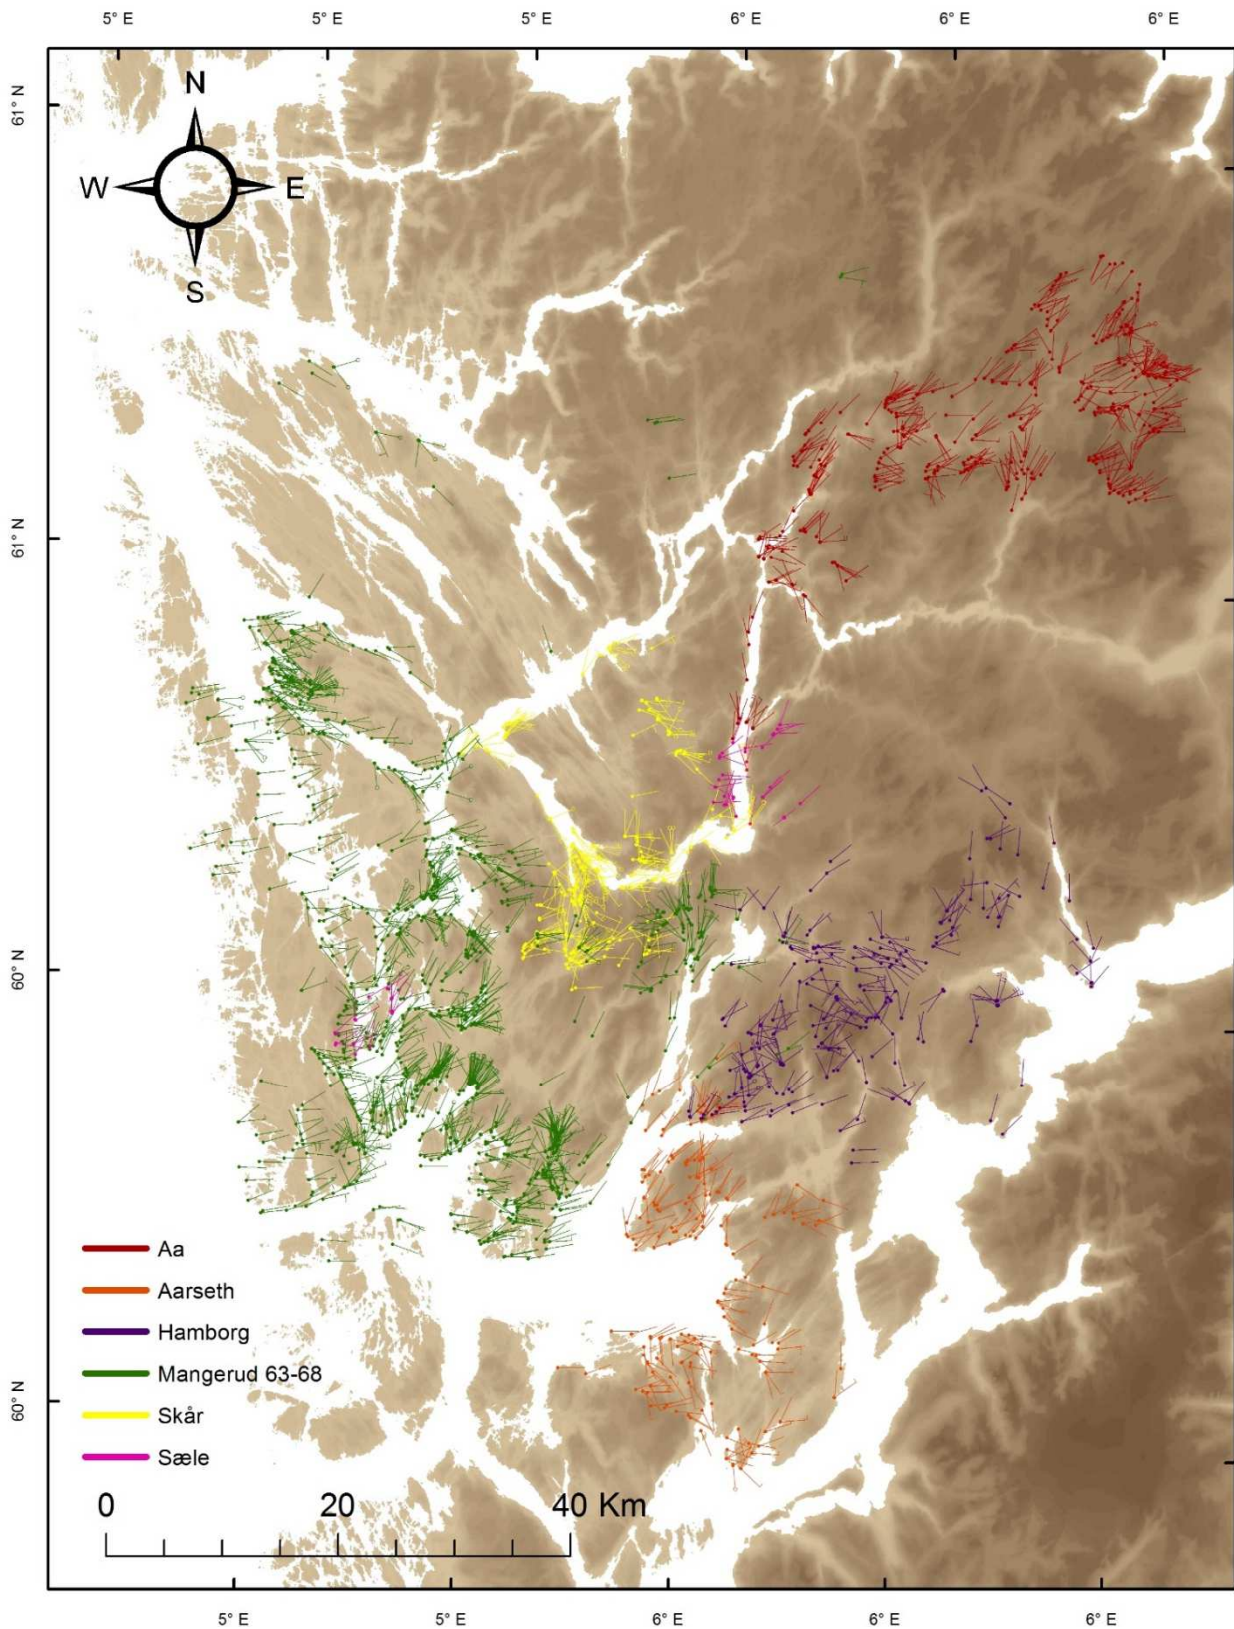 5° E 5° E 5° E 6° E 6° E 6° E
61° N
N
W E
S
61° N
60° N
Aa
Aarseth
Hamborg
Mangerud 63-68
Skår
Sæle
60° N
0 20 40 Km
5° E 5° E 6° E 6° E 6° E